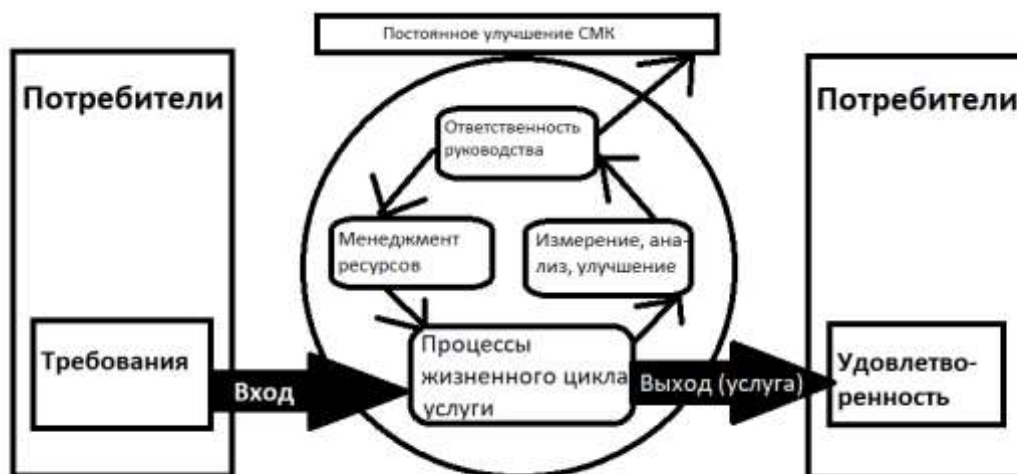 Постоянное улучшение СМК
Потребители
Потребители
Ответственность
руководства
Менеджмент
ресурсов
Измерение, ана-
лиз, улучшение
Требования
Вход
Процессы
жизненного цикла
услуги
Выход (услуга)
Удовлетво-
ренность